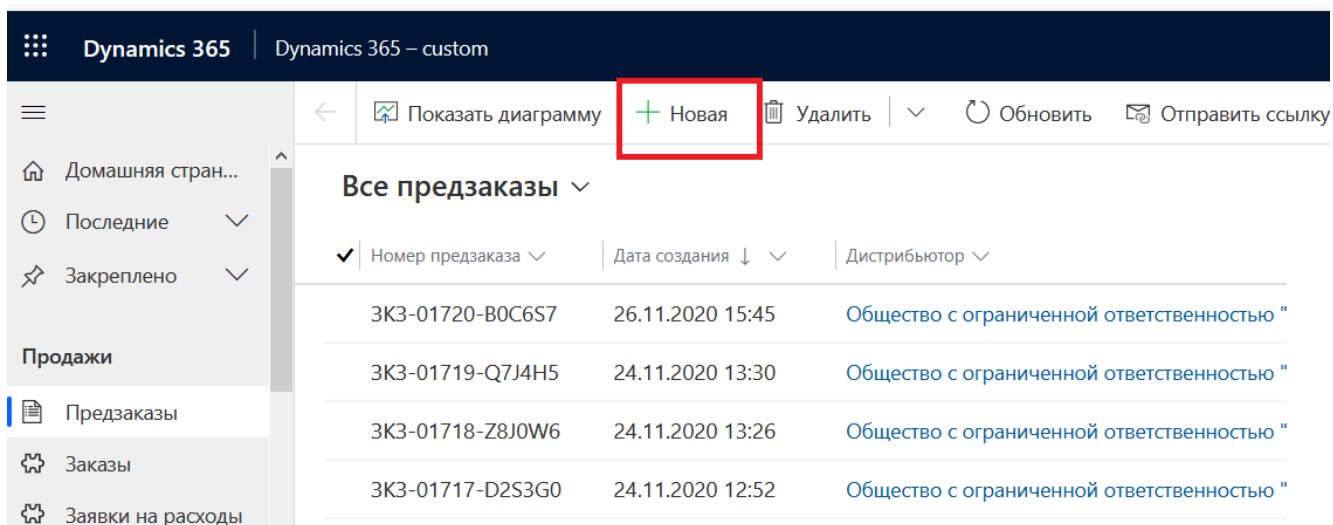 Dynamics 365 Dynamics 365 – custom
Показать диаграмму Новая Удалить Обновить Отправить ссылку
Домашняя стран...
Последние
Закреплено
Продажи
Предзаказы
Заказы
Заявки на расходы
Все предзаказы
Номер предзаказа Дата создания Дистрибьютор
ЗКЗ-01720-B0C6S7 26.11.2020 15:45 Общество с ограниченной ответственностью "
ЗКЗ-01719-Q7J4H5 24.11.2020 13:30 Общество с ограниченной ответственностью "
ЗКЗ-01718-Z8J0W6 24.11.2020 13:26 Общество с ограниченной ответственностью "
ЗКЗ-01717-D2S3G0 24.11.2020 12:52 Общество с ограниченной ответственностью "